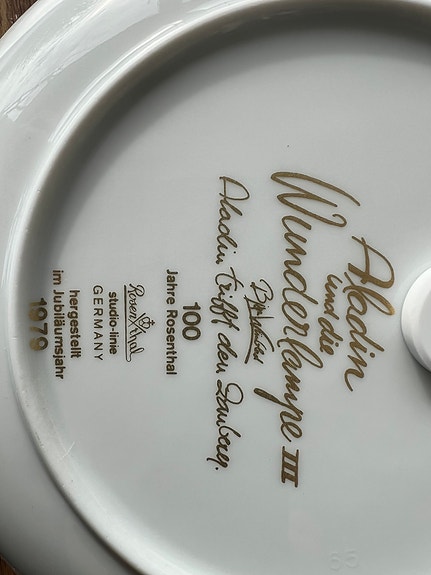 Aladin
und die
Wunderlampe III
Aladin trifft den Zauberer.
100
Jahre Rosenthal
Rosenthal
studio-linie
GERMANY
hergestellt
im Jubiläumsjahr
1979
65